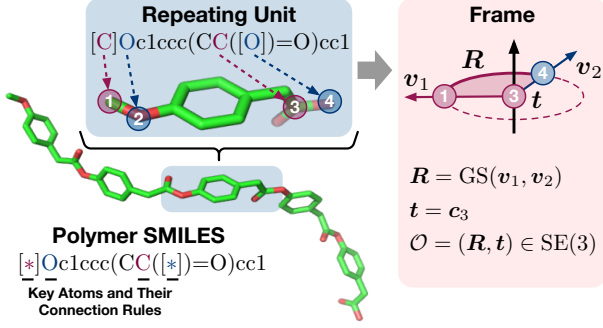 Repeating Unit
[C]Oc1ccc(CC([O])=O)cc1
1
2
3
4
Polymer SMILES
[*]Oc1ccc(CC([*])=O)cc1
Key Atoms and Their
Connection Rules
Frame
R
v₁
v₂
1
3
4
t
R = GS(v₁, v₂)
t = c₃
𝒪 = (R, t) ∈ SE(3)